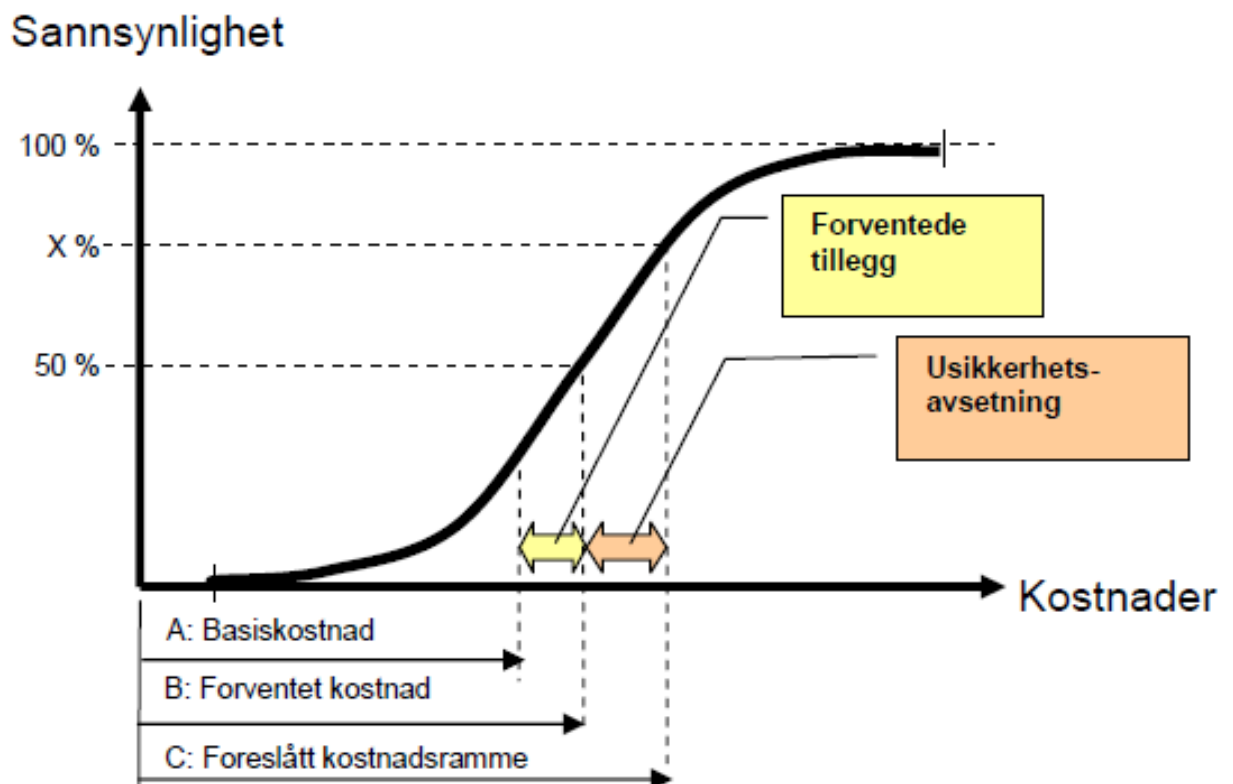 Sannsynlighet
100 %
X %
50 %
Forventede
tillegg
Usikkerhets-
avsetning
Kostnader
A: Basiskostnad
B: Forventet kostnad
C: Foreslått kostnadsramme